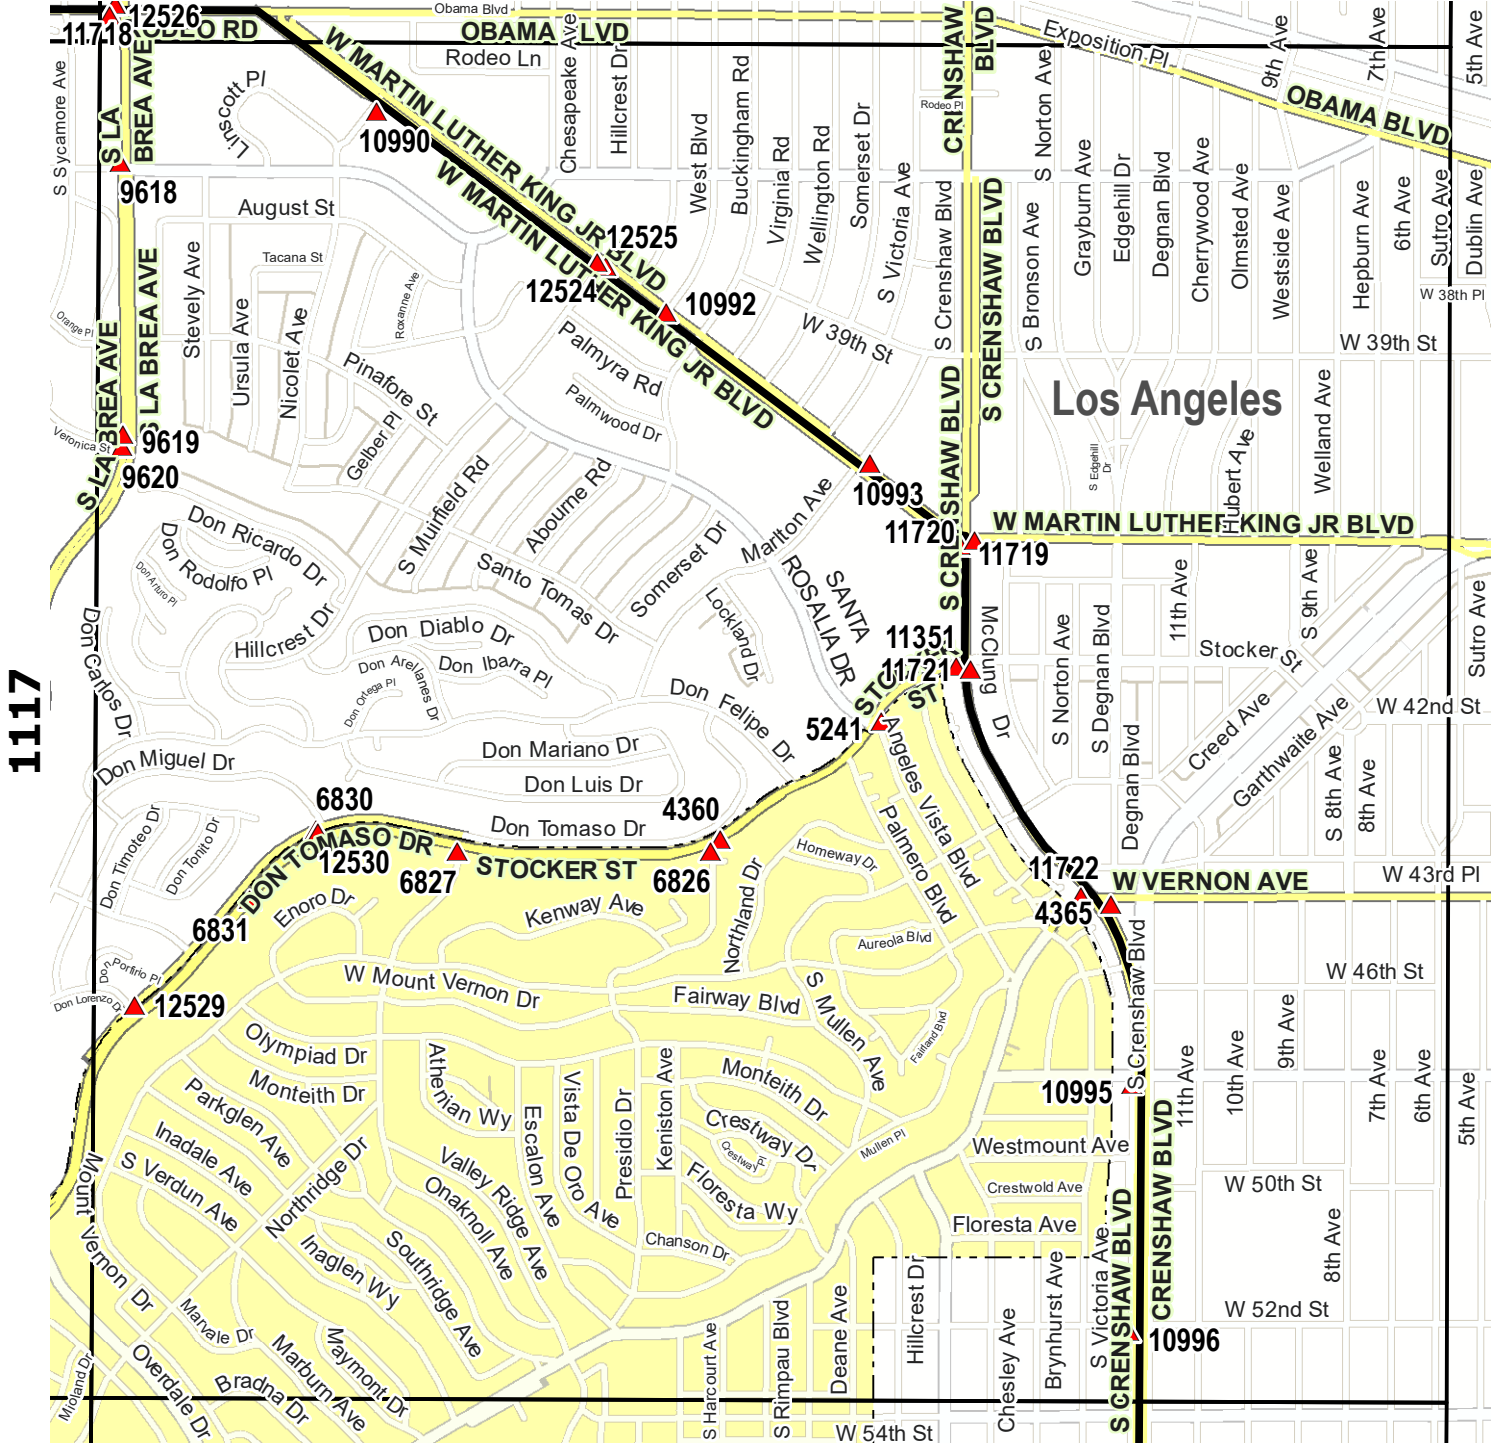 Obama Blvd
12526
11718
RODEO RD
OBAMA BLVD
Rodeo Ln
Chesapeake Ave
Hillcrest Dr
CRENSHAW
BLVD
Exposition Pl
9th Ave
7th Ave
5th Ave
S Sycamore Ave
S LA
BREA AVE
Linscott Pl
10990
W MARTIN LUTHER KING JR BLVD
West Blvd
Buckingham Rd
Virginia Rd
Wellington Rd
Somerset Dr
S Victoria Ave
Rodeo Pl
S Norton Ave
OBAMA BLVD
9618
August St
W MARTIN LUTHER KING JR BLVD
S Crenshaw Blvd
S CRENSHAW BLVD
S Bronson Ave
Grayburn Ave
Edgehill Dr
Degnan Blvd
Cherrywood Ave
Olmsted Ave
Westside Ave
Hepburn Ave
6th Ave
Sutro Ave
Dublin Ave
Tacana St
12525
12524
10992
Stevely Ave
Ursula Ave
Nicolet Ave
Roxanne Ave
W 38th Pl
W 39th St
W 39th St
Orange Pl
S LA BREA AVE
S LA BREA AVE
Pinafore St
Palmyra Rd
Palmwood Dr
Gelber Pl
Los Angeles
Welland Ave
Hubert Ave
S Edgehill
Dr
Veronica St
9619
9620
S Muirfield Rd
Abourne Rd
10993
S CRENSHAW BLVD
Marlton Ave
11720
11719
W MARTIN LUTHER KING JR BLVD
Don Ricardo Dr
Don Rodolfo Pl
Don Arturo Pl
Santo Tomas Dr
Somerset Dr
SANTA
ROSALIA DR
Lockland Dr
11th Ave
S 9th Ave
Sutro Ave
Don Carlos Dr
Hillcrest Dr
Don Diablo Dr
Don Ibarra Pl
Don Arellanes Dr
Don Ortega Pl
McClung Dr
S Norton Ave
S Degnan Blvd
Stocker St
11351
11721
STOCKER
ST
1117
Don Felipe Dr
5241
Don Miguel Dr
Don Mariano Dr
Don Luis Dr
Don Tomaso Dr
Angeles Vista Blvd
Creed Ave
Garthwaite Ave
W 42nd St
Degnan Blvd
S 8th Ave
8th Ave
6830
4360
Don Timoteo Dr
Don Tonito Dr
DON TOMASO DR
12530
6827
STOCKER ST
6826
Homeway Dr
Palmero Blvd
11722
4365
W VERNON AVE
W 43rd Pl
6831
Enoro Dr
Kenway Ave
Northland Dr
Aureola Blvd
Don Porfirio Pl
Don Lorenzo Dr
12529
W Mount Vernon Dr
Fairway Blvd
S Mullen Ave
Fairland Blvd
S Crenshaw Blvd
W 46th St
Olympiad Dr
Monteith Dr
Athenian Wy
Keniston Ave
Monteith Dr
10995
11th Ave
10th Ave
9th Ave
7th Ave
6th Ave
5th Ave
Parkglen Ave
Inadale Ave
S Verdun Ave
Northridge Dr
Escalon Ave
Vista De Oro Ave
Presidio Dr
Crestway Dr
Crestway Pl
Mullen Pl
Westmount Ave
Crestwold Ave
Floresta Ave
CRENSHAW BLVD
W 50th St
Mount Vernon Dr
Valley Ridge Ave
Onaknoll Ave
Floresta Wy
Chanson Dr
Inaglen Wy
Southridge Ave
S CRENSHAW BLVD
8th Ave
W 52nd St
10996
Marvale Dr
Maymont Dr
Marburn Ave
Bradna Dr
Overdale Dr
Midland Dr
S Harcourt Ave
S Rimpau Blvd
Deane Ave
Hillcrest Dr
Chesley Ave
Brynhurst Ave
S Victoria Ave
W 54th St